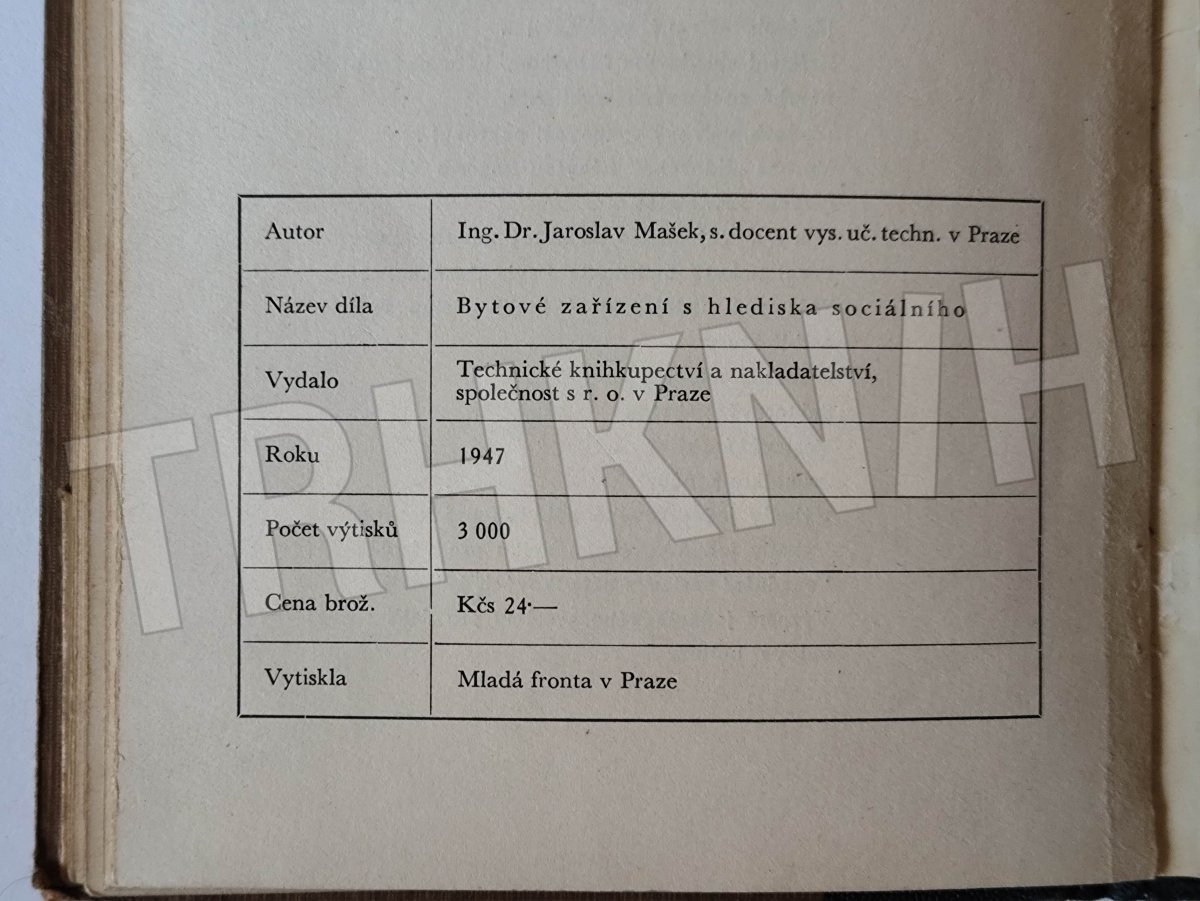 Autor Ing. Dr. Jaroslav Mašek, s. docent vys. uč. techn. v Praze
Název díla Bytové zařízení s hlediska sociálního
Vydalo Technické knihkupectví a nakladatelství,
společnost s r. o. v Praze
Roku 1947
Počet výtisků 3 000
Cena brož. Kčs 24·—
Vytiskla Mladá fronta v Praze
TRHKNIH